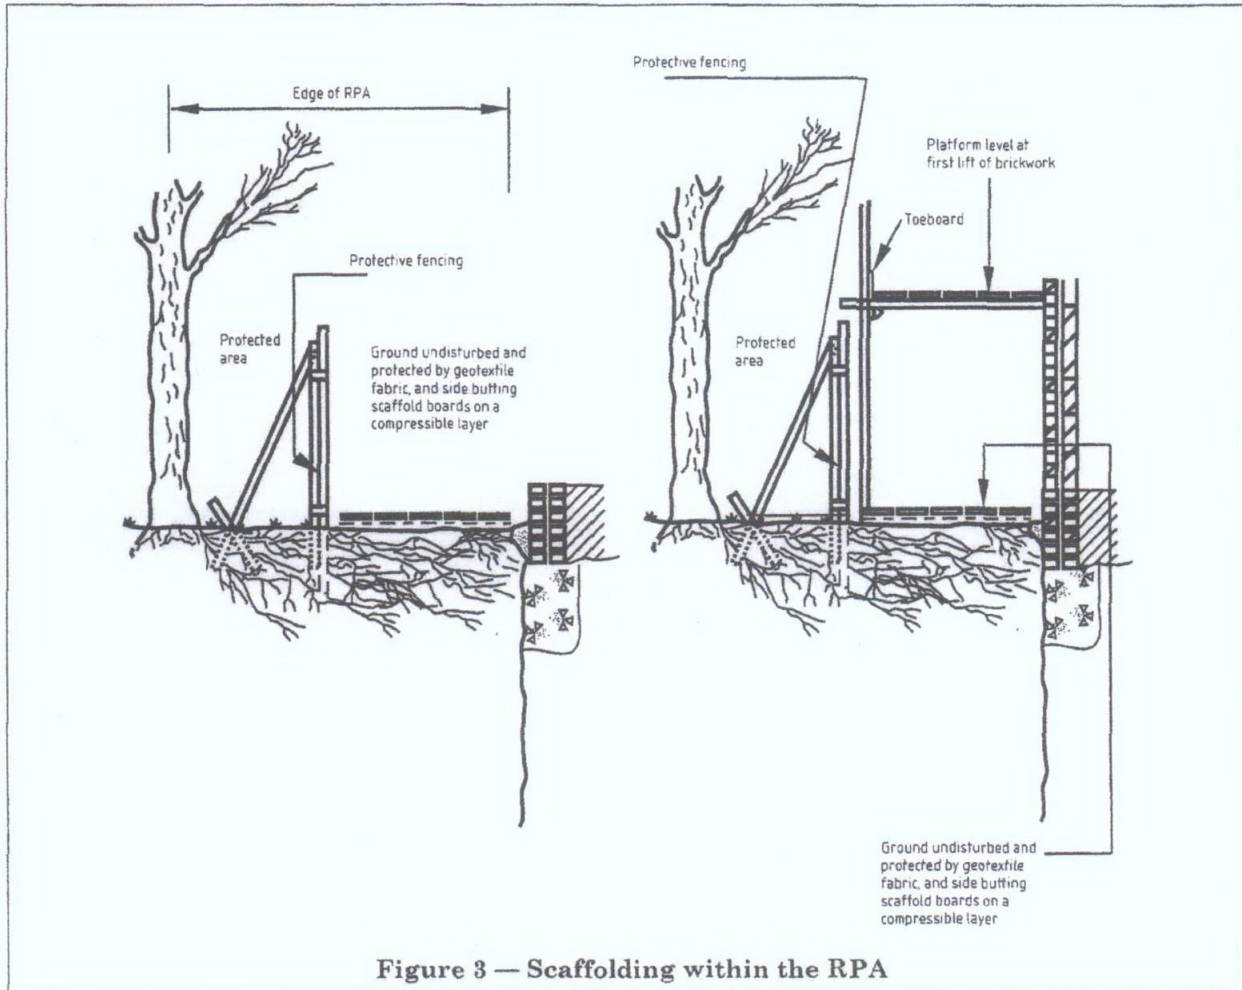 Edge of RPA
Protective fencing
Protected
area
Ground undisturbed and
protected by geotextile
fabric, and side butting
scaffold boards on a
compressible layer
Protective fencing
Platform level at
first lift of brickwork
Toeboard
Protected
area
Ground undisturbed and
protected by geotextile
fabric, and side butting
scaffold boards on a
compressible layer
Figure 3 — Scaffolding within the RPA